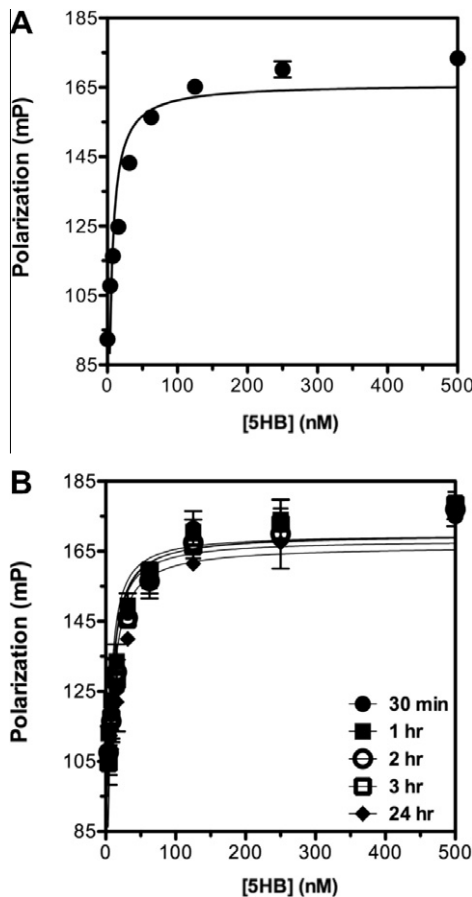 A
185
165
145
125
105
85
Polarization (mP)
0 100 200 300 400 500
[5HB] (nM)
B
185
165
145
125
105
85
Polarization (mP)
30 min
1 hr
2 hr
3 hr
24 hr
0 100 200 300 400 500
[5HB] (nM)